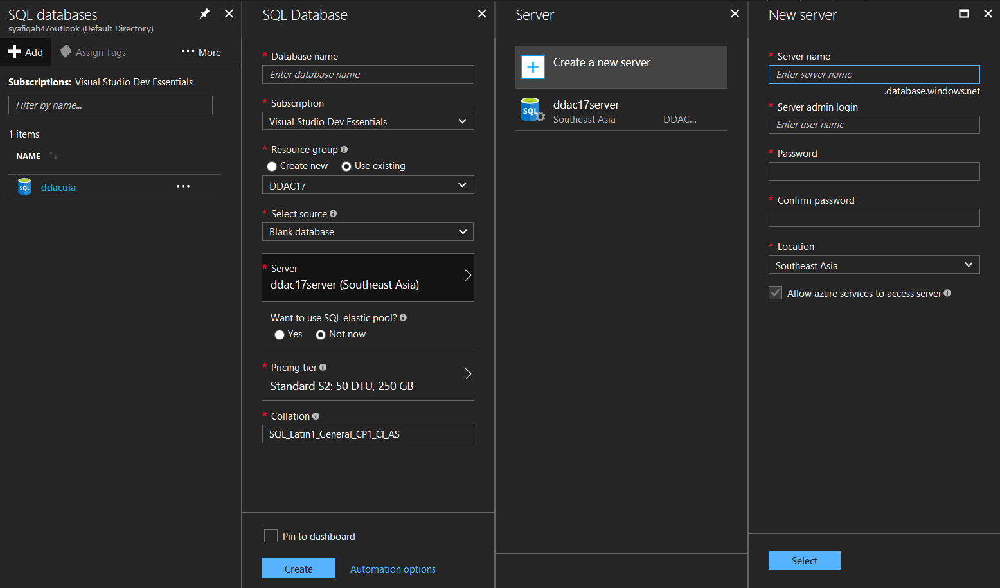 SQL databases
syafiqah47outlook (Default Directory)
Add
Assign Tags
More
Subscriptions: Visual Studio Dev Essentials
Filter by name...
1 items
NAME
SQL
ddacuia
SQL Database
* Database name
Enter database name
* Subscription
Visual Studio Dev Essentials
* Resource group
Create new
Use existing
DDAC17
* Select source
Blank database
* Server
ddac17server (Southeast Asia)
Want to use SQL elastic pool?
Yes
Not now
* Pricing tier
Standard S2: 50 DTU, 250 GB
* Collation
SQL_Latin1_General_CP1_CI_AS
Pin to dashboard
Create
Automation options
Server
Create a new server
SQL
ddac17server
Southeast Asia
DDAC...
New server
* Server name
Enter server name
.database.windows.net
* Server admin login
Enter user name
* Password
* Confirm password
* Location
Southeast Asia
Allow azure services to access server
Select